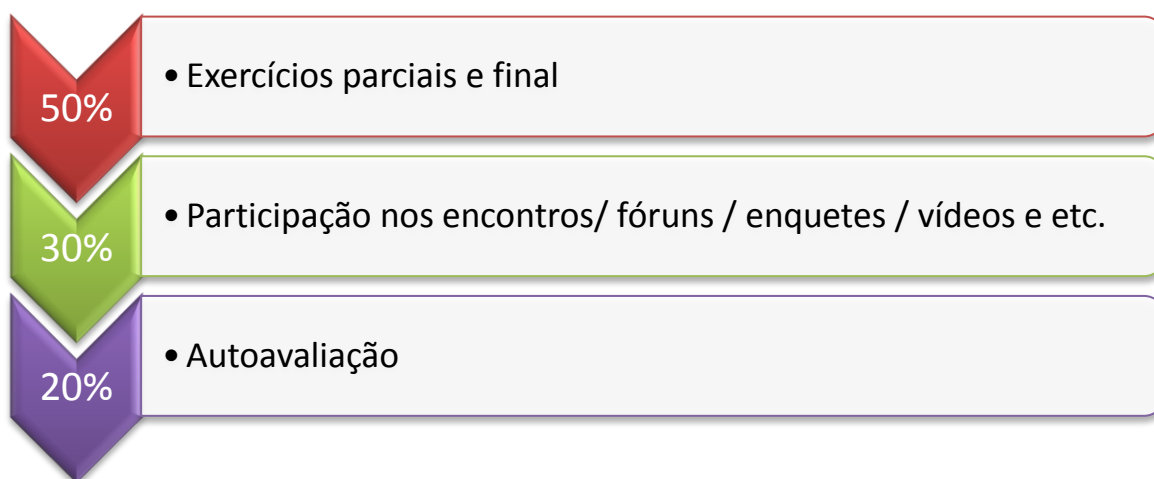 50%
• Exercícios parciais e final
30%
• Participação nos encontros/ fóruns / enquetes / vídeos e etc.
20%
• Autoavaliação